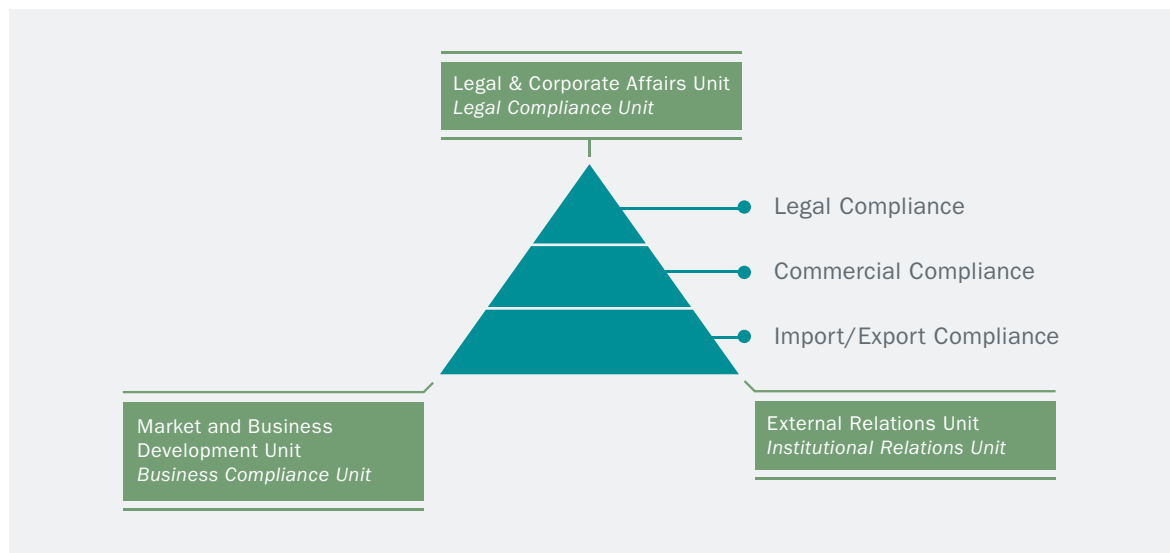 Legal & Corporate Affairs Unit
Legal Compliance Unit
Legal Compliance
Commercial Compliance
Import/Export Compliance
Market and Business
Development Unit
Business Compliance Unit
External Relations Unit
Institutional Relations Unit